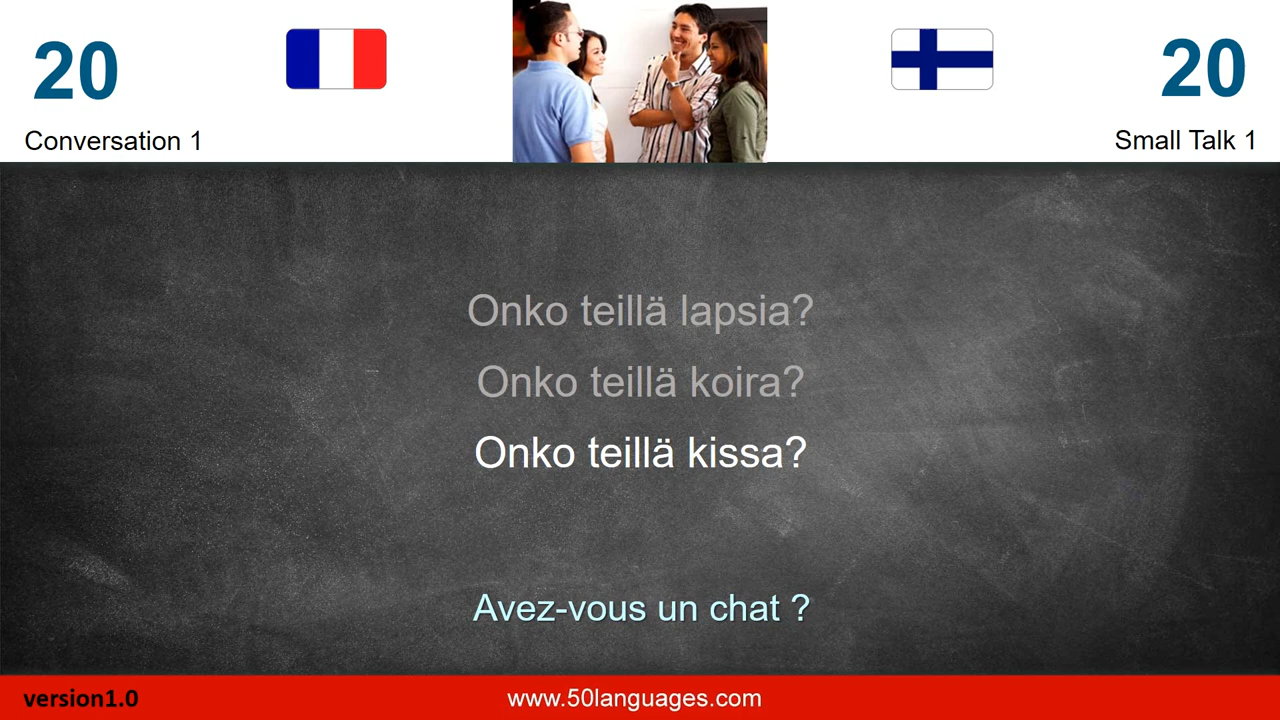 20
20
Conversation 1
Small Talk 1
Onko teillä lapsia?
Onko teillä koira?
Onko teillä kissa?
Avez-vous un chat ?
version1.0
www.50languages.com